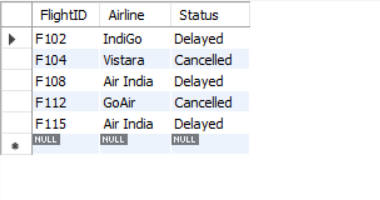 FlightID Airline Status
F102 IndiGo Delayed
F104 Vistara Cancelled
F108 Air India Delayed
F112 GoAir Cancelled
F115 Air India Delayed
NULL NULL NULL